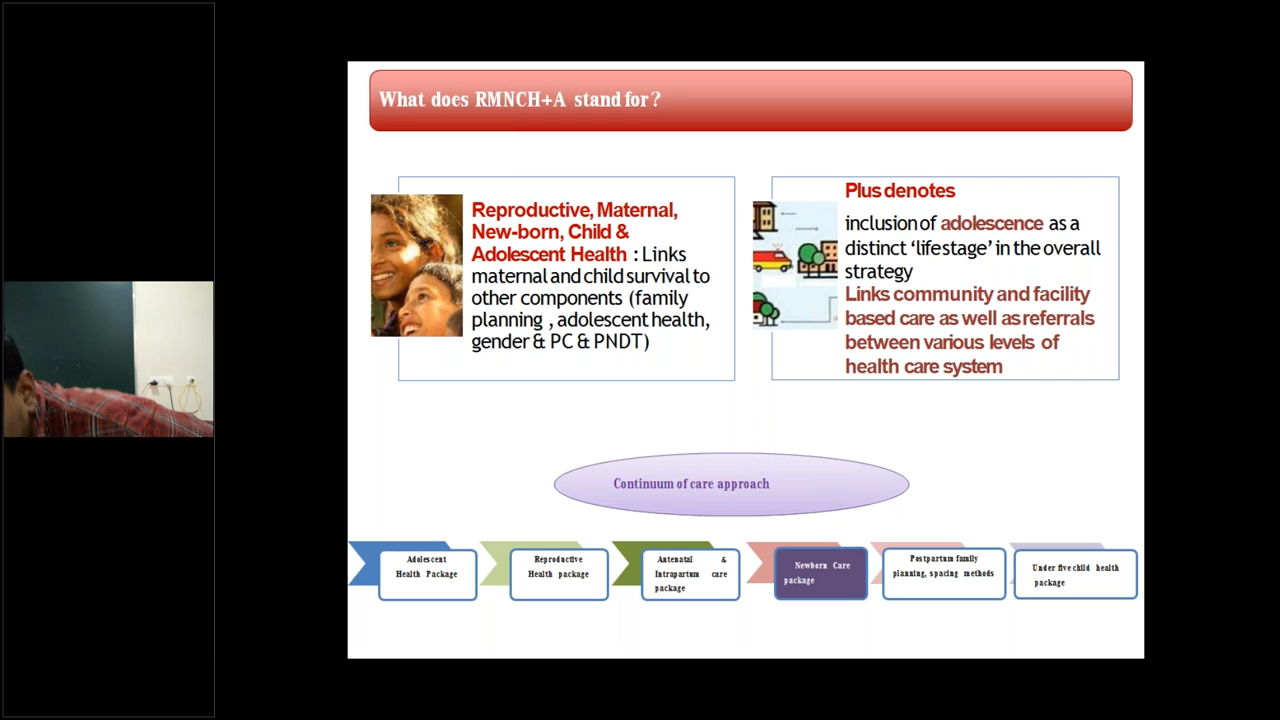 What does RMNCH+A stand for?
Reproductive, Maternal,
New-born, Child &
Adolescent Health : Links
maternal and child survival to
other components (family
planning , adolescent health,
gender & PC & PNDT)
Plus denotes
inclusion of adolescence as a
distinct ‘life stage’ in the overall
strategy
Links community and facility
based care as well as referrals
between various levels of
health care system
Continuum of care approach
Adolescent
Health Package
Reproductive
Health package
Antenatal &
Intrapartum care
package
Newborn Care
package
Postpartum family
planning, spacing methods
Under five child health
package